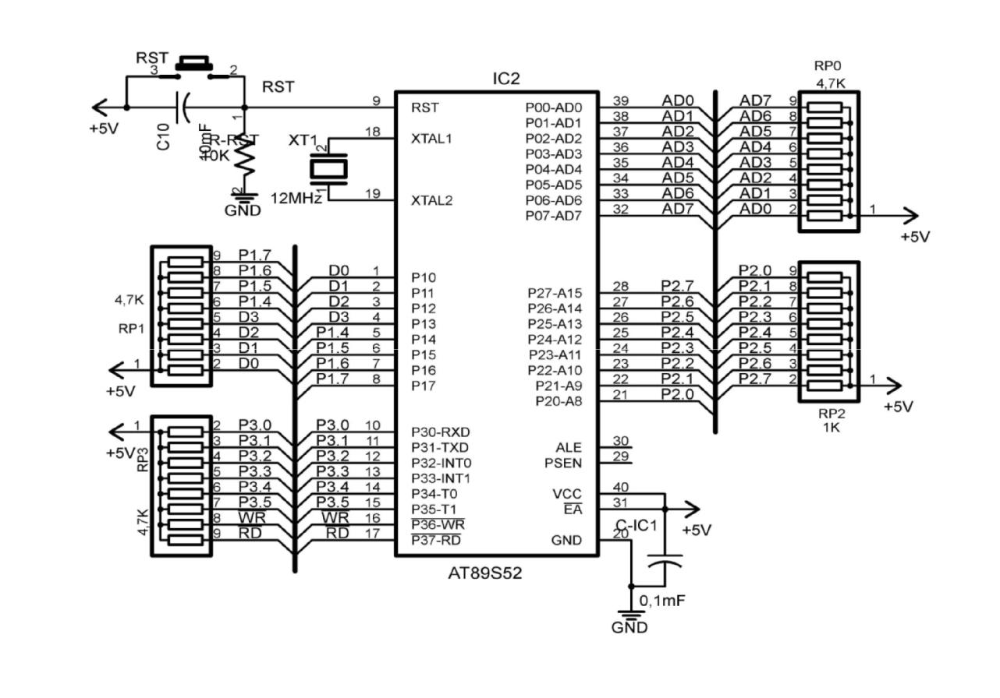 RST
3 2
RST
+5V
C10
10mF
1
R-RST
10K
2
GND
XT1
2
1
12MHz
IC2
9 RST
18 XTAL1
19 XTAL2
P00-AD0 39 AD0
P01-AD1 38 AD1
P02-AD2 37 AD2
P03-AD3 36 AD3
P04-AD4 35 AD4
P05-AD5 34 AD5
P06-AD6 33 AD6
P07-AD7 32 AD7
RP0
4,7K
AD7 9
AD6 8
AD5 7
AD4 6
AD3 5
AD2 4
AD1 3
AD0 2
1
+5V
9 P1.7
8 P1.6
7 P1.5
6 P1.4
5 D3
4 D2
3 D1
2 D0
4,7K
RP1
1
+5V
D0 1 P10
D1 2 P11
D2 3 P12
D3 4 P13
P1.4 5 P14
P1.5 6 P15
P1.6 7 P16
P1.7 8 P17
P27-A15 28 P2.7
P26-A14 27 P2.6
P25-A13 26 P2.5
P24-A12 25 P2.4
P23-A11 24 P2.3
P22-A10 23 P2.2
P21-A9 22 P2.1
P20-A8 21 P2.0
P2.0 9
P2.1 8
P2.2 7
P2.3 6
P2.4 5
P2.5 4
P2.6 3
P2.7 2
1
+5V
RP2
1K
1
+5V
RP3
4,7K
2 P3.0
3 P3.1
4 P3.2
5 P3.3
6 P3.4
7 P3.5
8 WR
9 RD
P3.0 10 P30-RXD
P3.1 11 P31-TXD
P3.2 12 P32-INT0
P3.3 13 P33-INT1
P3.4 14 P34-T0
P3.5 15 P35-T1
WR 16 P36-WR
RD 17 P37-RD
ALE 30
PSEN 29
VCC 40
EA 31
GND 20
C-IC1
+5V
0,1mF
GND
AT89S52